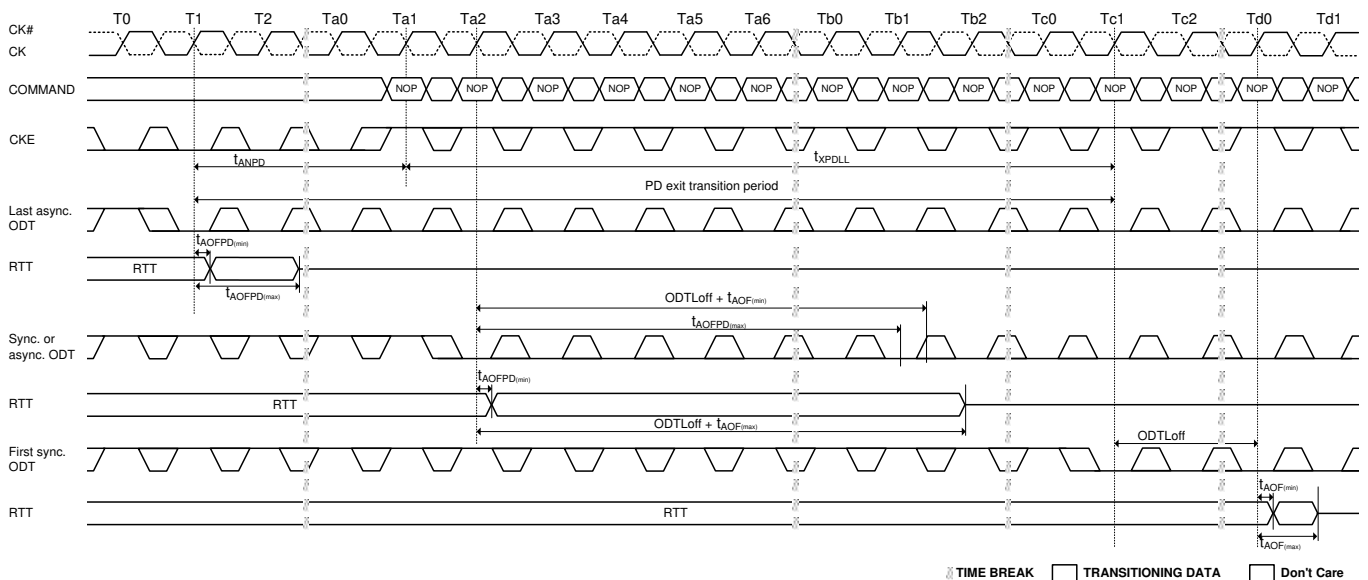 T0 T1 T2 Ta0 Ta1 Ta2 Ta3 Ta4 Ta5 Ta6 Tb0 Tb1 Tb2 Tc0 Tc1 Tc2 Td0 Td1
CK#
CK
COMMAND NOP NOP NOP NOP NOP NOP NOP NOP NOP NOP NOP NOP NOP NOP
CKE
tANPD tXPDLL
PD exit transition period
Last async.
ODT
tAOFPD(min)
RTT RTT
tAOFPD(max)
ODTLoff + tAOF(min)
tAOFPD(max)
Sync. or
async. ODT
tAOFPD(min)
RTT RTT
ODTLoff + tAOF(max)
First sync.
ODT
ODTLoff
tAOF(min)
RTT RTT
tAOF(max)
TIME BREAK TRANSITIONING DATA Don't Care